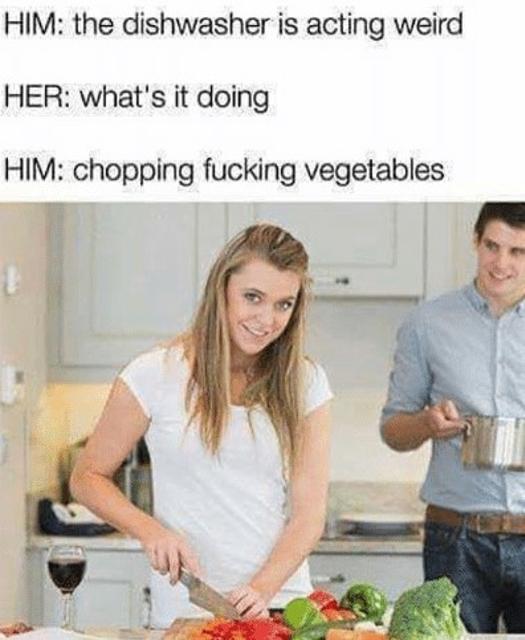 HIM: the dishwasher is acting weird
HER: what's it doing
HIM: chopping fucking vegetables